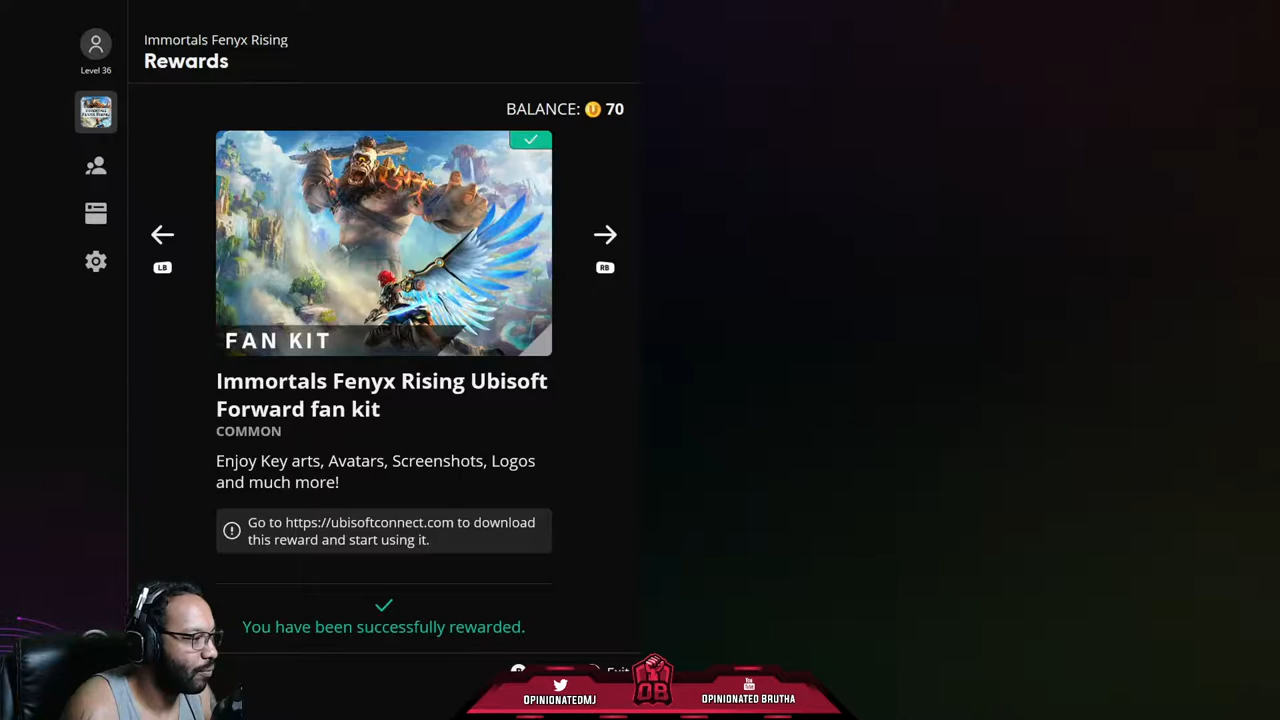 Immortals Fenyx Rising
Rewards
Level 36
BALANCE: 70
LB
RB
FAN KIT
Immortals Fenyx Rising Ubisoft
Forward fan kit
COMMON
Enjoy Key arts, Avatars, Screenshots, Logos
and much more!
Go to https://ubisoftconnect.com to download
this reward and start using it.
You have been successfully rewarded.
Exit
OPINIONATEDMJ
OB
OPINIONATED BRUTHA